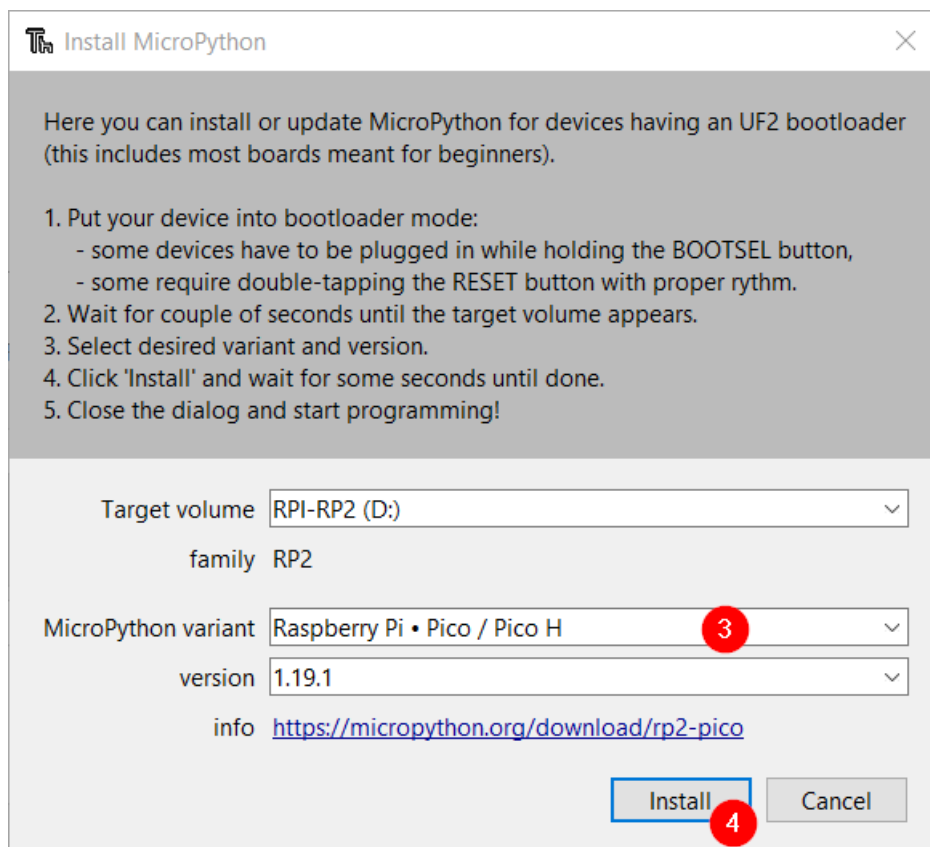 Install MicroPython
Here you can install or update MicroPython for devices having an UF2 bootloader
(this includes most boards meant for beginners).
1. Put your device into bootloader mode:
- some devices have to be plugged in while holding the BOOTSEL button,
- some require double-tapping the RESET button with proper rythm.
2. Wait for couple of seconds until the target volume appears.
3. Select desired variant and version.
4. Click 'Install' and wait for some seconds until done.
5. Close the dialog and start programming!
Target volume RPI-RP2 (D:)
family RP2
MicroPython variant Raspberry Pi • Pico / Pico H 3
version 1.19.1
info https://micropython.org/download/rp2-pico
Install 4 Cancel